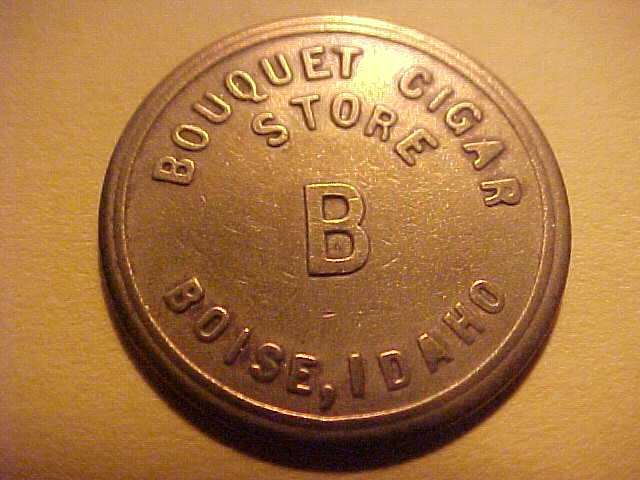 BOUQUET CIGAR
STORE
B
BOISE, IDAHO